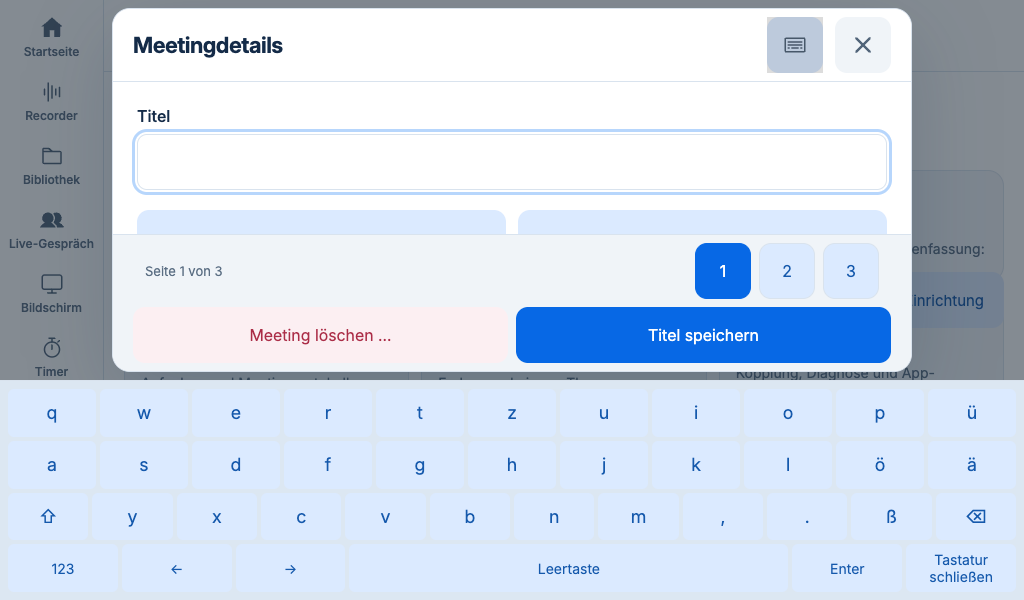 Startseite
Recorder
Bibliothek
Live-Gespräch
Bildschirm
Timer
Meetingdetails
Titel
Seite 1 von 3
1
2
3
Meeting löschen ...
Titel speichern
enfassung:
inrichtung
Kopplung, Diagnose und App-
q w e r t z u i o p ü
a s d f g h j k l ö ä
⇧ y x c v b n m , . ß ⌫
123 ← → Leertaste Enter Tastatur
schließen